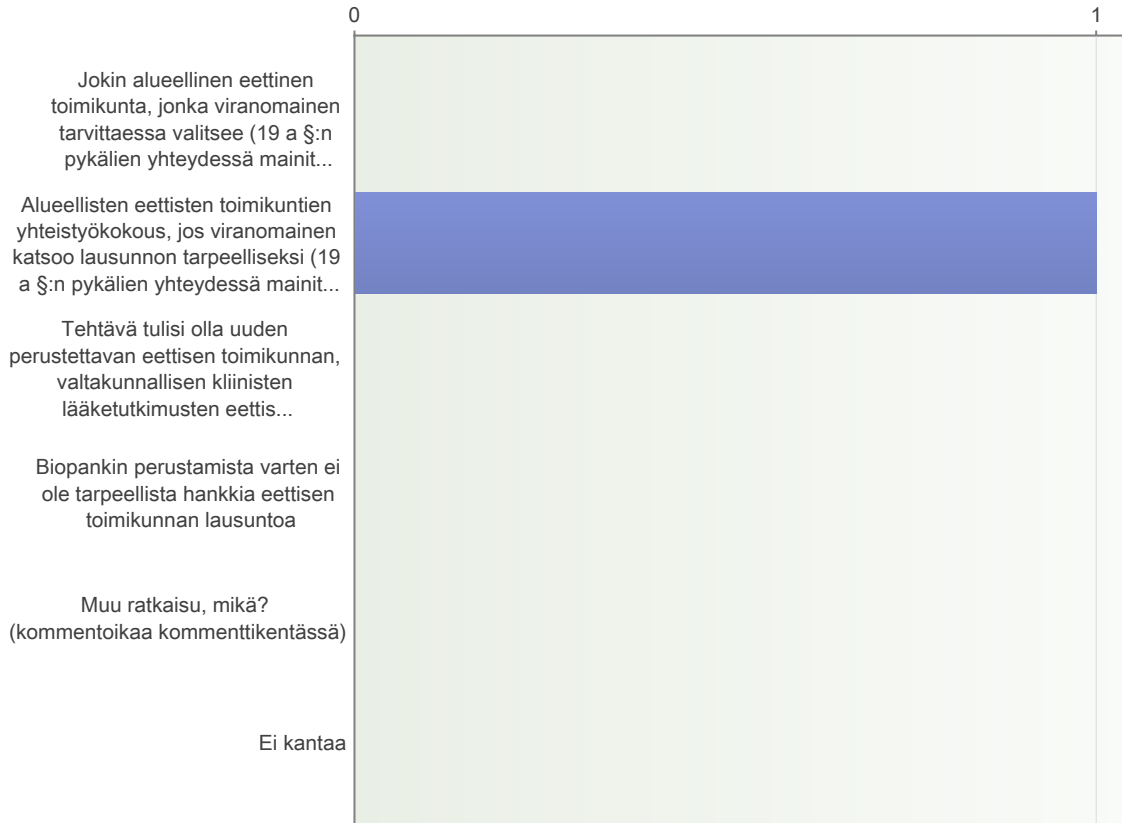 0 1
Jokin alueellinen eettinen
toimikunta, jonka viranomainen
tarvittaessa valitsee (19 a §:n
pykälien yhteydessä mainit...
Alueellisten eettisten toimikuntien
yhteistyökokous, jos viranomainen
katsoo lausunnon tarpeelliseksi (19
a §:n pykälien yhteydessä mainit...
Tehtävä tulisi olla uuden
perustettavan eettisen toimikunnan,
valtakunnallisen kliinisten
lääketutkimusten eettis...
Biopankin perustamista varten ei
ole tarpeellista hankkia eettisen
toimikunnan lausuntoa
Muu ratkaisu, mikä?
(kommentoikaa kommenttikentässä)
Ei kantaa